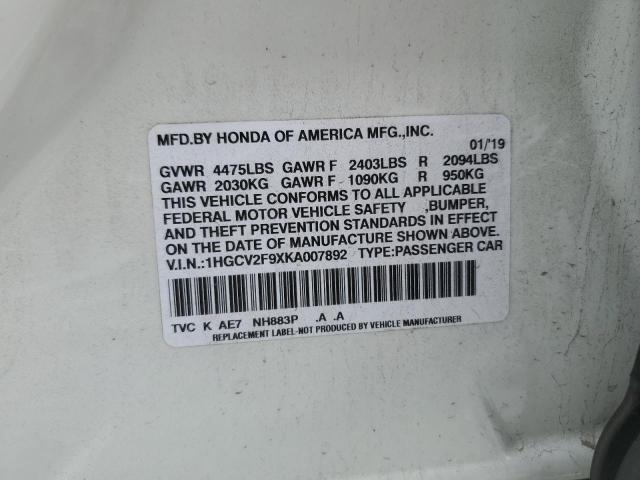 MFD.BY HONDA OF AMERICA MFG.,INC.
01/'19
GVWR 4475LBS GAWR F 2403LBS R 2094LBS
GAWR 2030KG GAWR F 1090KG R 950KG
THIS VEHICLE CONFORMS TO ALL APPLICABLE
FEDERAL MOTOR VEHICLE SAFETY ,BUMPER,
AND THEFT PREVENTION STANDARDS IN EFFECT
ON THE DATE OF MANUFACTURE SHOWN ABOVE.
V.I.N.:1HGCV2F9XKA007892 TYPE:PASSENGER CAR
TVC K AE7 NH883P .A .A
REPLACEMENT LABEL-NOT PRODUCED BY VEHICLE MANUFACTURER